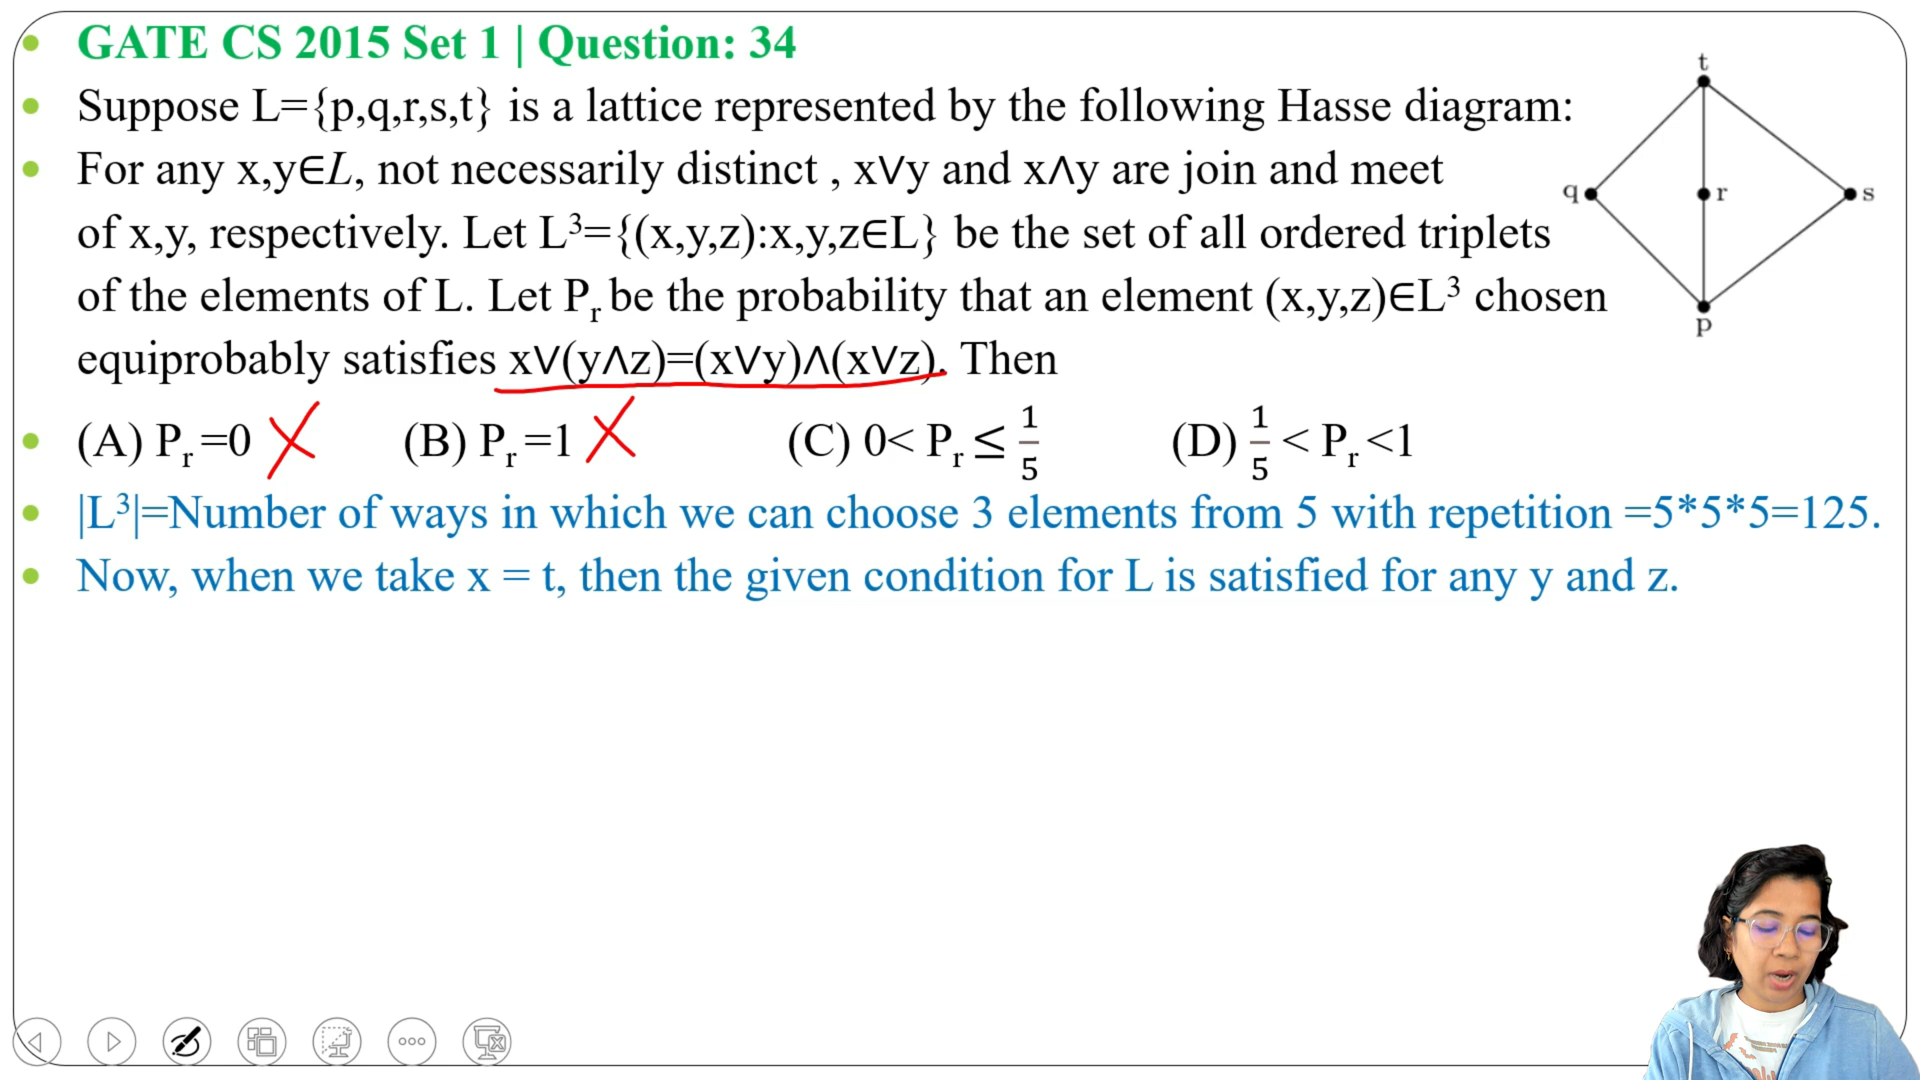 GATE CS 2015 Set 1 | Question: 34
Suppose L={p,q,r,s,t} is a lattice represented by the following Hasse diagram:
For any x,y∈L, not necessarily distinct , x∨y and x∧y are join and meet
of x,y, respectively. Let L³={(x,y,z):x,y,z∈L} be the set of all ordered triplets
of the elements of L. Let Pᵣ be the probability that an element (x,y,z)∈L³ chosen
equiprobably satisfies x∨(y∧z)=(x∨y)∧(x∨z). Then
(A) Pᵣ=0 (B) Pᵣ=1 (C) 0< Pᵣ ≤ 1/5 (D) 1/5 < Pᵣ <1
|L³|=Number of ways in which we can choose 3 elements from 5 with repetition =5*5*5=125.
Now, when we take x = t, then the given condition for L is satisfied for any y and z.
t
q
r
s
p